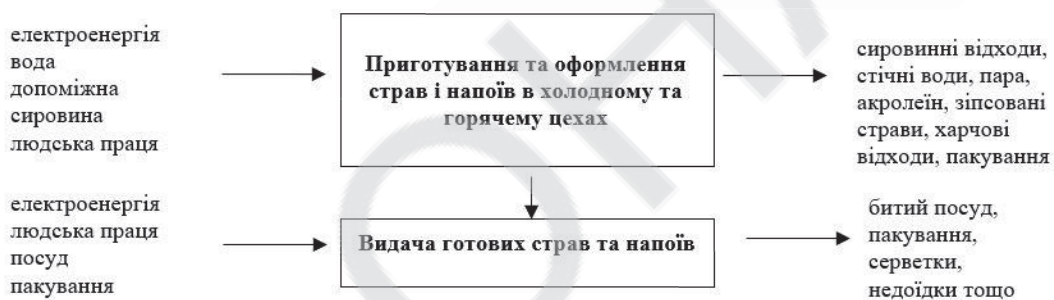 електроенергія
вода
допоміжна
сировина
людська праця
Приготування та оформлення
страв і напоїв в холодному та
горячему цехах
сировинні відходи,
стічні води, пара,
акролеїн, зіпсовані
страви, харчові
відходи, пакування
електроенергія
людська праця
посуд
пакування
Видача готових страв та напоїв
битий посуд,
пакування,
серветки,
недоїдки тощо